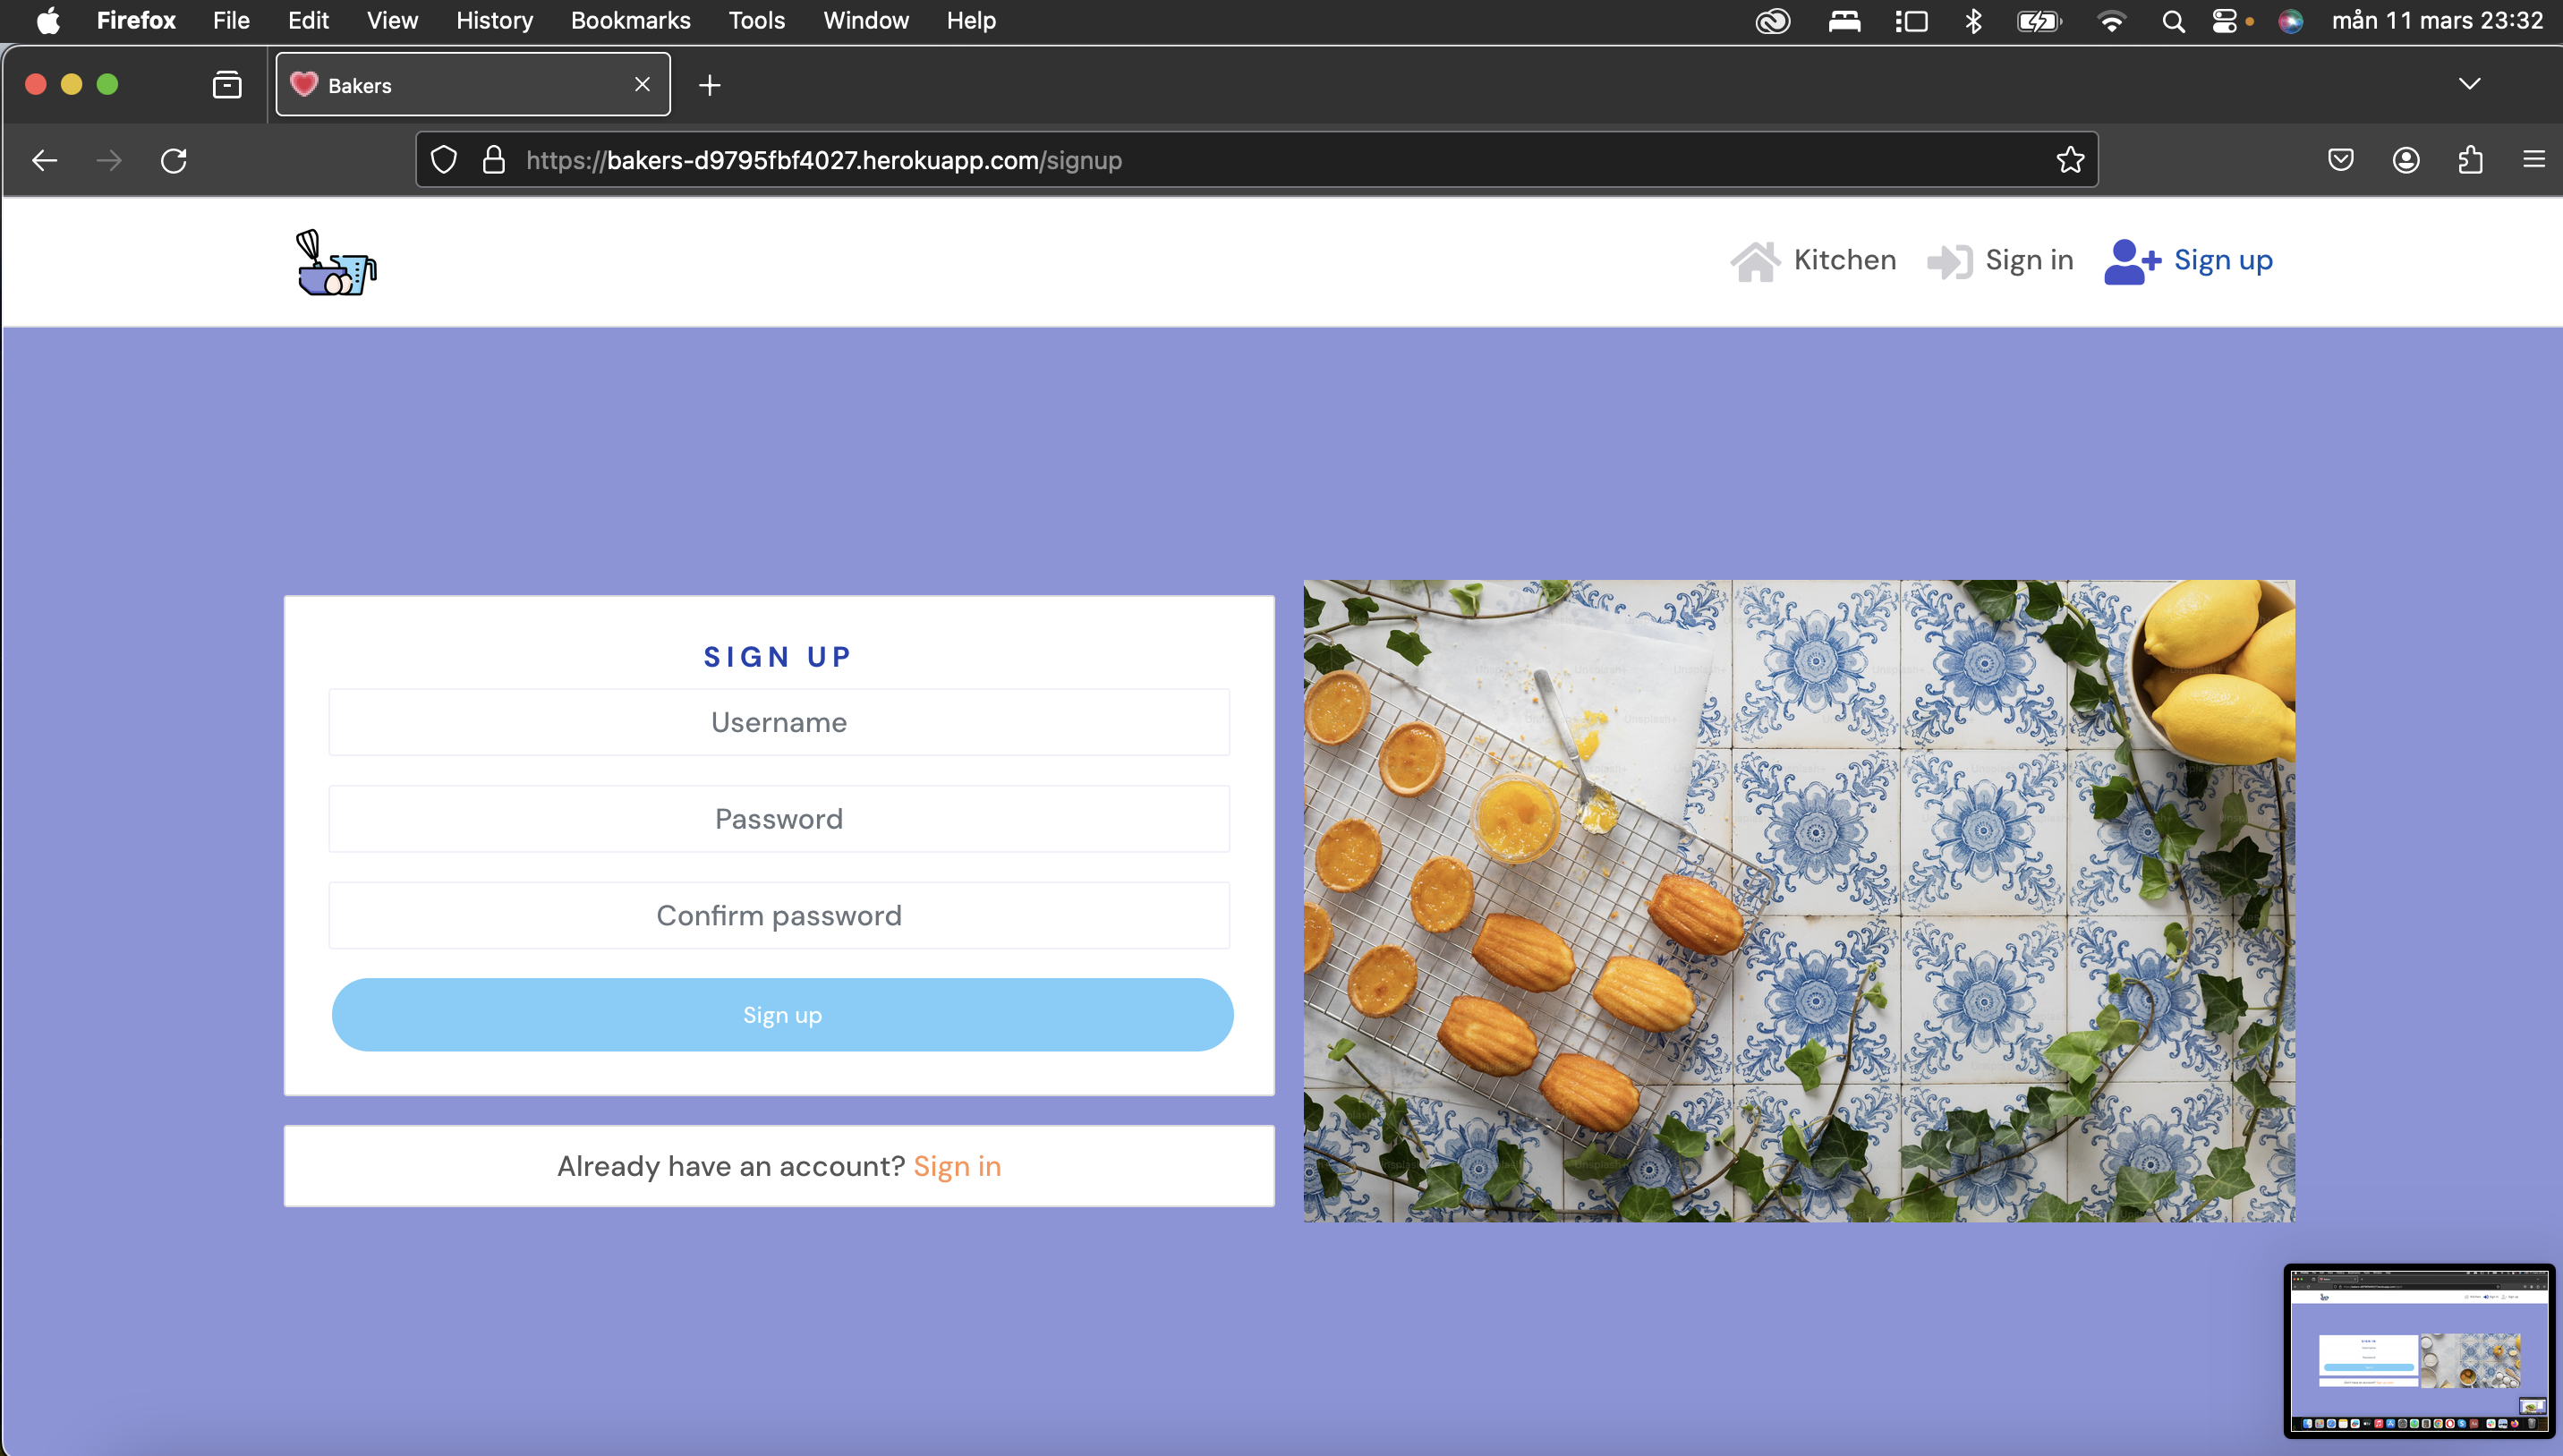 Firefox File Edit View History Bookmarks Tools Window Help mån 11 mars 23:32
Bakers
https://bakers-d9795fbf4027.herokuapp.com/signup
Kitchen Sign in Sign up
SIGN UP
Username
Password
Confirm password
Sign up
Already have an account? Sign in